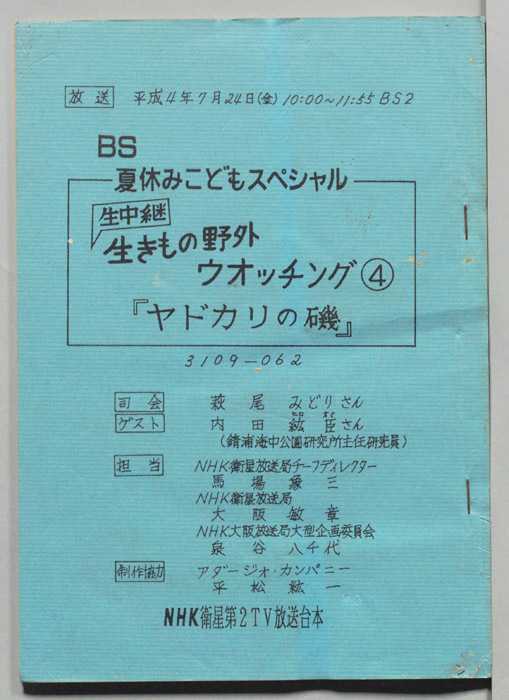 放送 平成4年7月24日(金) 10:00~11:55 BS2
BS
夏休みこどもスペシャル
生中継
生きもの野外
ウオッチング④
『ヤドカリの磯』
3109-062
司会 萩尾 みどりさん
ゲスト 内田 紘臣さん
(錆浦海中公園研究所主任研究員)
担当 NHK衛星放送局チーフディレクター
馬場 象三
NHK衛星放送局
大阪 敏章
NHK大阪放送局大型企画委員会
泉谷 八千代
制作協力 アダージオ・カンパニー
平松 紘一
NHK衛星第2TV放送台本